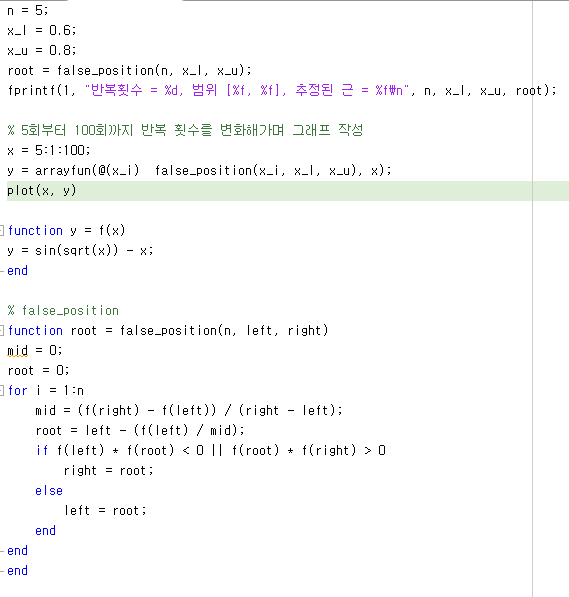 n = 5;
x_l = 0.6;
x_u = 0.8;
root = false_position(n, x_l, x_u);
fprintf(1, "반복횟수 = %d, 범위 [%f, %f], 추정된 근 = %f₩n", n, x_l, x_u, root);
% 5회부터 100회까지 반복 횟수를 변화해가며 그래프 작성
x = 5:1:100;
y = arrayfun(@(x_i)  false_position(x_i, x_l, x_u), x);
plot(x, y)
function y = f(x)
y = sin(sqrt(x)) - x;
end
% false_position
function root = false_position(n, left, right)
mid = 0;
root = 0;
for i = 1:n
    mid = (f(right) - f(left)) / (right - left);
    root = left - (f(left) / mid);
    if f(left) * f(root) < 0 || f(root) * f(right) > 0
        right = root;
    else
        left = root;
    end
end
end